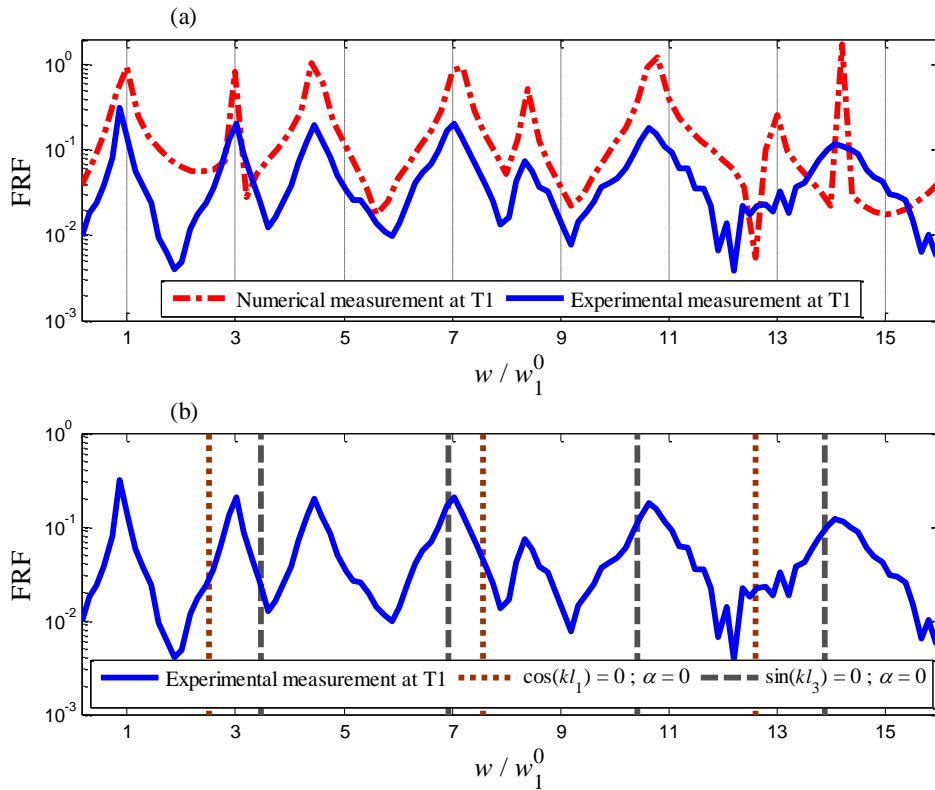 (a)
FRF
10^0
10^-1
10^-2
10^-3
Numerical measurement at T1 Experimental measurement at T1
1 3 5 7 9 11 13 15
w / w_1^0
(b)
FRF
10^0
10^-1
10^-2
10^-3
Experimental measurement at T1 cos(kl_1) = 0 ; α = 0 sin(kl_3) = 0 ; α = 0
1 3 5 7 9 11 13 15
w / w_1^0